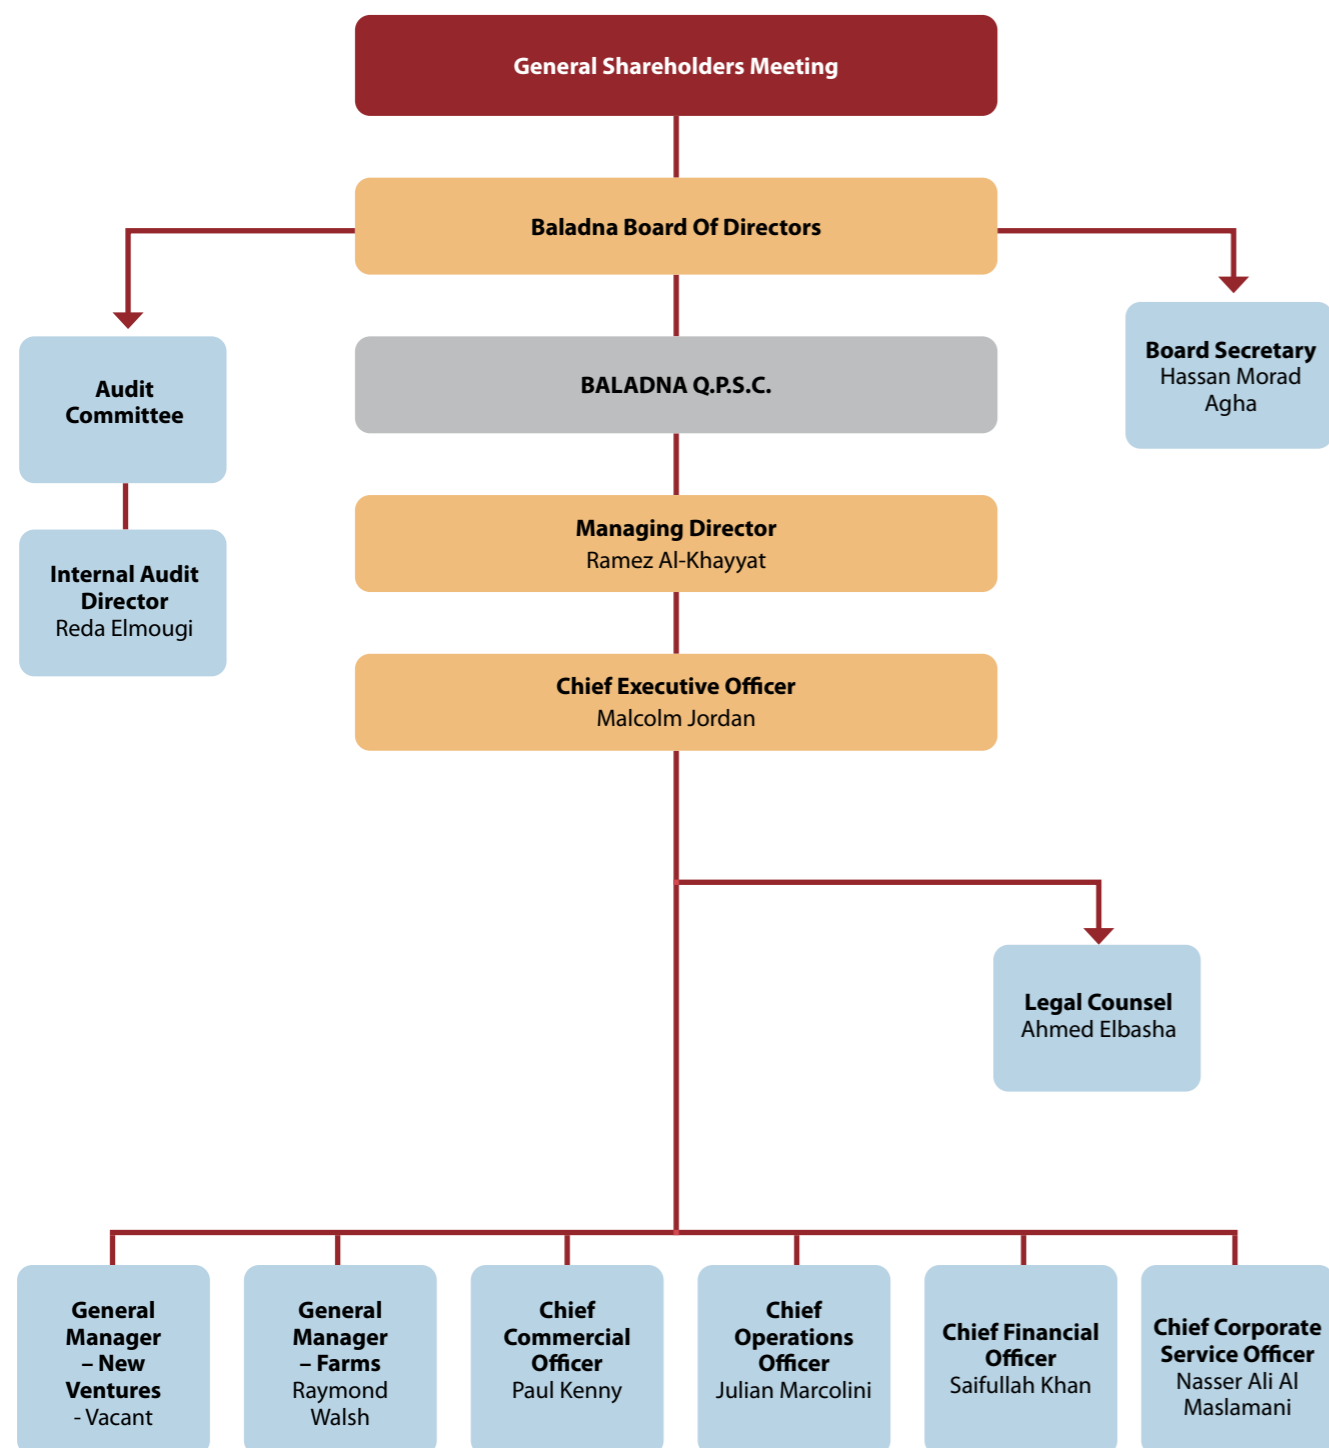 General Shareholders Meeting
Baladna Board Of Directors
Board Secretary
Hassan Morad
Agha
Audit
Committee
BALADNA Q.P.S.C.
Internal Audit
Director
Reda Elmougi
Managing Director
Ramez Al-Khayyat
Chief Executive Officer
Malcolm Jordan
Legal Counsel
Ahmed Elbasha
General
Manager
– New
Ventures
- Vacant
General
Manager
– Farms
Raymond
Walsh
Chief
Commercial
Officer
Paul Kenny
Chief
Operations
Officer
Julian Marcolini
Chief Financial
Officer
Saifullah Khan
Chief Corporate
Service Officer
Nasser Ali Al
Maslamani